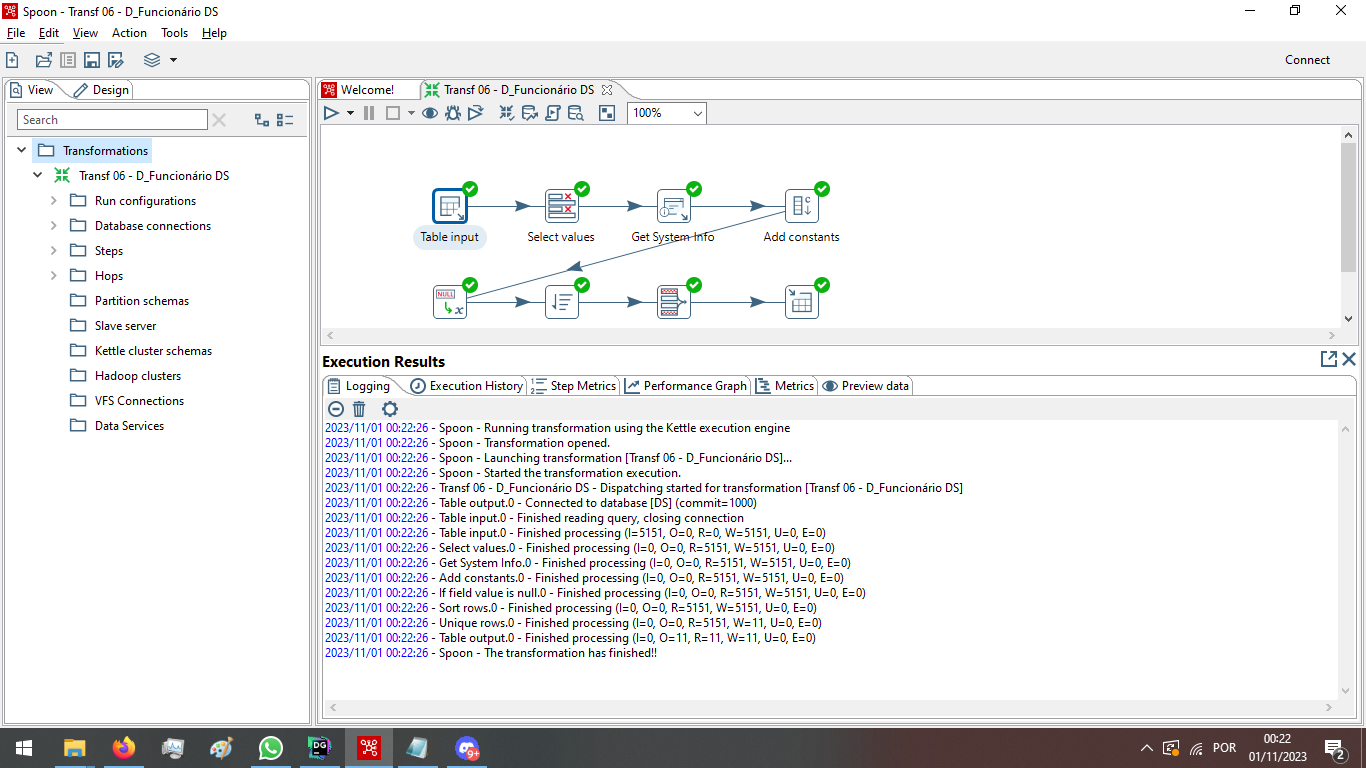 Spoon - Transf 06 - D_Funcionário DS
File Edit View Action Tools Help
Connect
View Design
Search
Transformations
Transf 06 - D_Funcionário DS
Run configurations
Database connections
Steps
Hops
Partition schemas
Slave server
Kettle cluster schemas
Hadoop clusters
VFS Connections
Data Services
Welcome! Transf 06 - D_Funcionário DS
100%
Table input Select values Get System Info Add constants
NULL
Execution Results
Logging Execution History Step Metrics Performance Graph Metrics Preview data
2023/11/01 00:22:26 - Spoon - Running transformation using the Kettle execution engine
2023/11/01 00:22:26 - Spoon - Transformation opened.
2023/11/01 00:22:26 - Spoon - Launching transformation [Transf 06 - D_Funcionário DS]...
2023/11/01 00:22:26 - Spoon - Started the transformation execution.
2023/11/01 00:22:26 - Transf 06 - D_Funcionário DS - Dispatching started for transformation [Transf 06 - D_Funcionário DS]
2023/11/01 00:22:26 - Table output.0 - Connected to database [DS] (commit=1000)
2023/11/01 00:22:26 - Table input.0 - Finished reading query, closing connection
2023/11/01 00:22:26 - Table input.0 - Finished processing (I=5151, O=0, R=0, W=5151, U=0, E=0)
2023/11/01 00:22:26 - Select values.0 - Finished processing (I=0, O=0, R=5151, W=5151, U=0, E=0)
2023/11/01 00:22:26 - Get System Info.0 - Finished processing (I=0, O=0, R=5151, W=5151, U=0, E=0)
2023/11/01 00:22:26 - Add constants.0 - Finished processing (I=0, O=0, R=5151, W=5151, U=0, E=0)
2023/11/01 00:22:26 - If field value is null.0 - Finished processing (I=0, O=0, R=5151, W=5151, U=0, E=0)
2023/11/01 00:22:26 - Sort rows.0 - Finished processing (I=0, O=0, R=5151, W=5151, U=0, E=0)
2023/11/01 00:22:26 - Unique rows.0 - Finished processing (I=0, O=0, R=5151, W=11, U=0, E=0)
2023/11/01 00:22:26 - Table output.0 - Finished processing (I=0, O=11, R=11, W=11, U=0, E=0)
2023/11/01 00:22:26 - Spoon - The transformation has finished!!
DG
9+
POR
00:22
01/11/2023
2